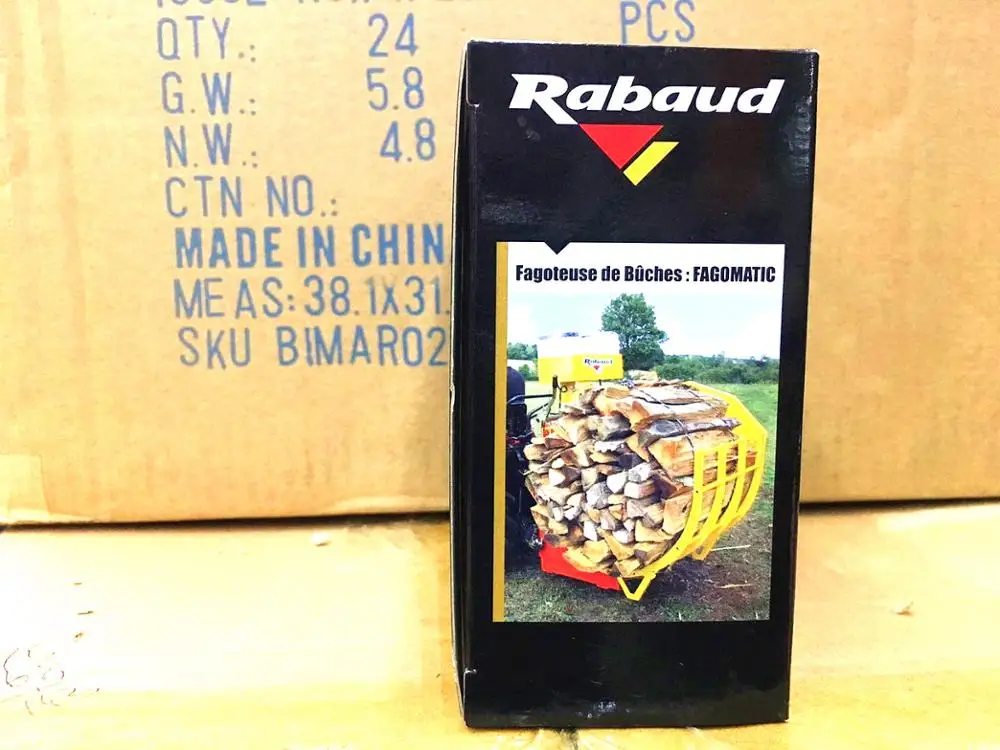 QTY.: 24 PCS
G.W.: 5.8
N.W.: 4.8
CTN NO.:
MADE IN CHIN
MEAS: 38.1X31.
SKU BIMAR02
Rabaud
Fagoteuse de Bûches : FAGOMATIC
Rabaud